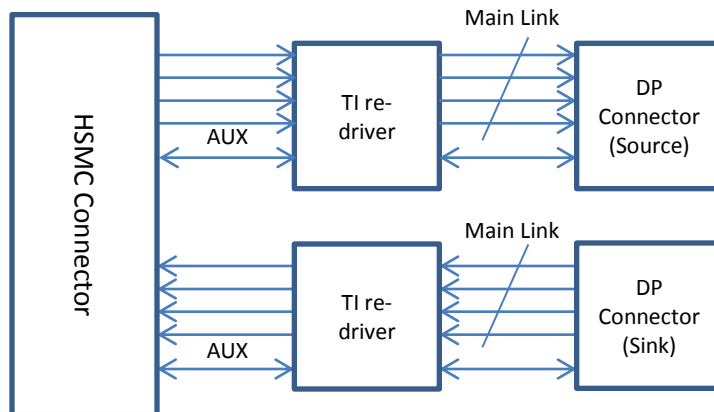 HSMC Connector
Main Link
AUX
TI re-
driver
DP
Connector
(Source)
Main Link
AUX
TI re-
driver
DP
Connector
(Sink)